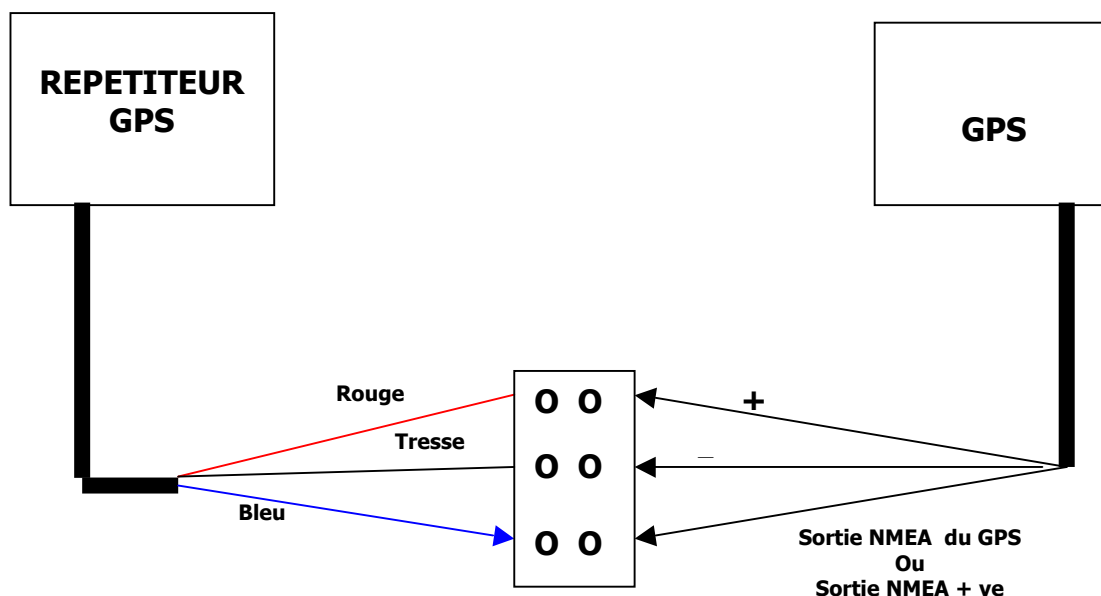 REPETITEUR
GPS
GPS
Rouge
+
Tresse
_
Bleu
O O
O O
O O
Sortie NMEA du GPS
Ou
Sortie NMEA + ve